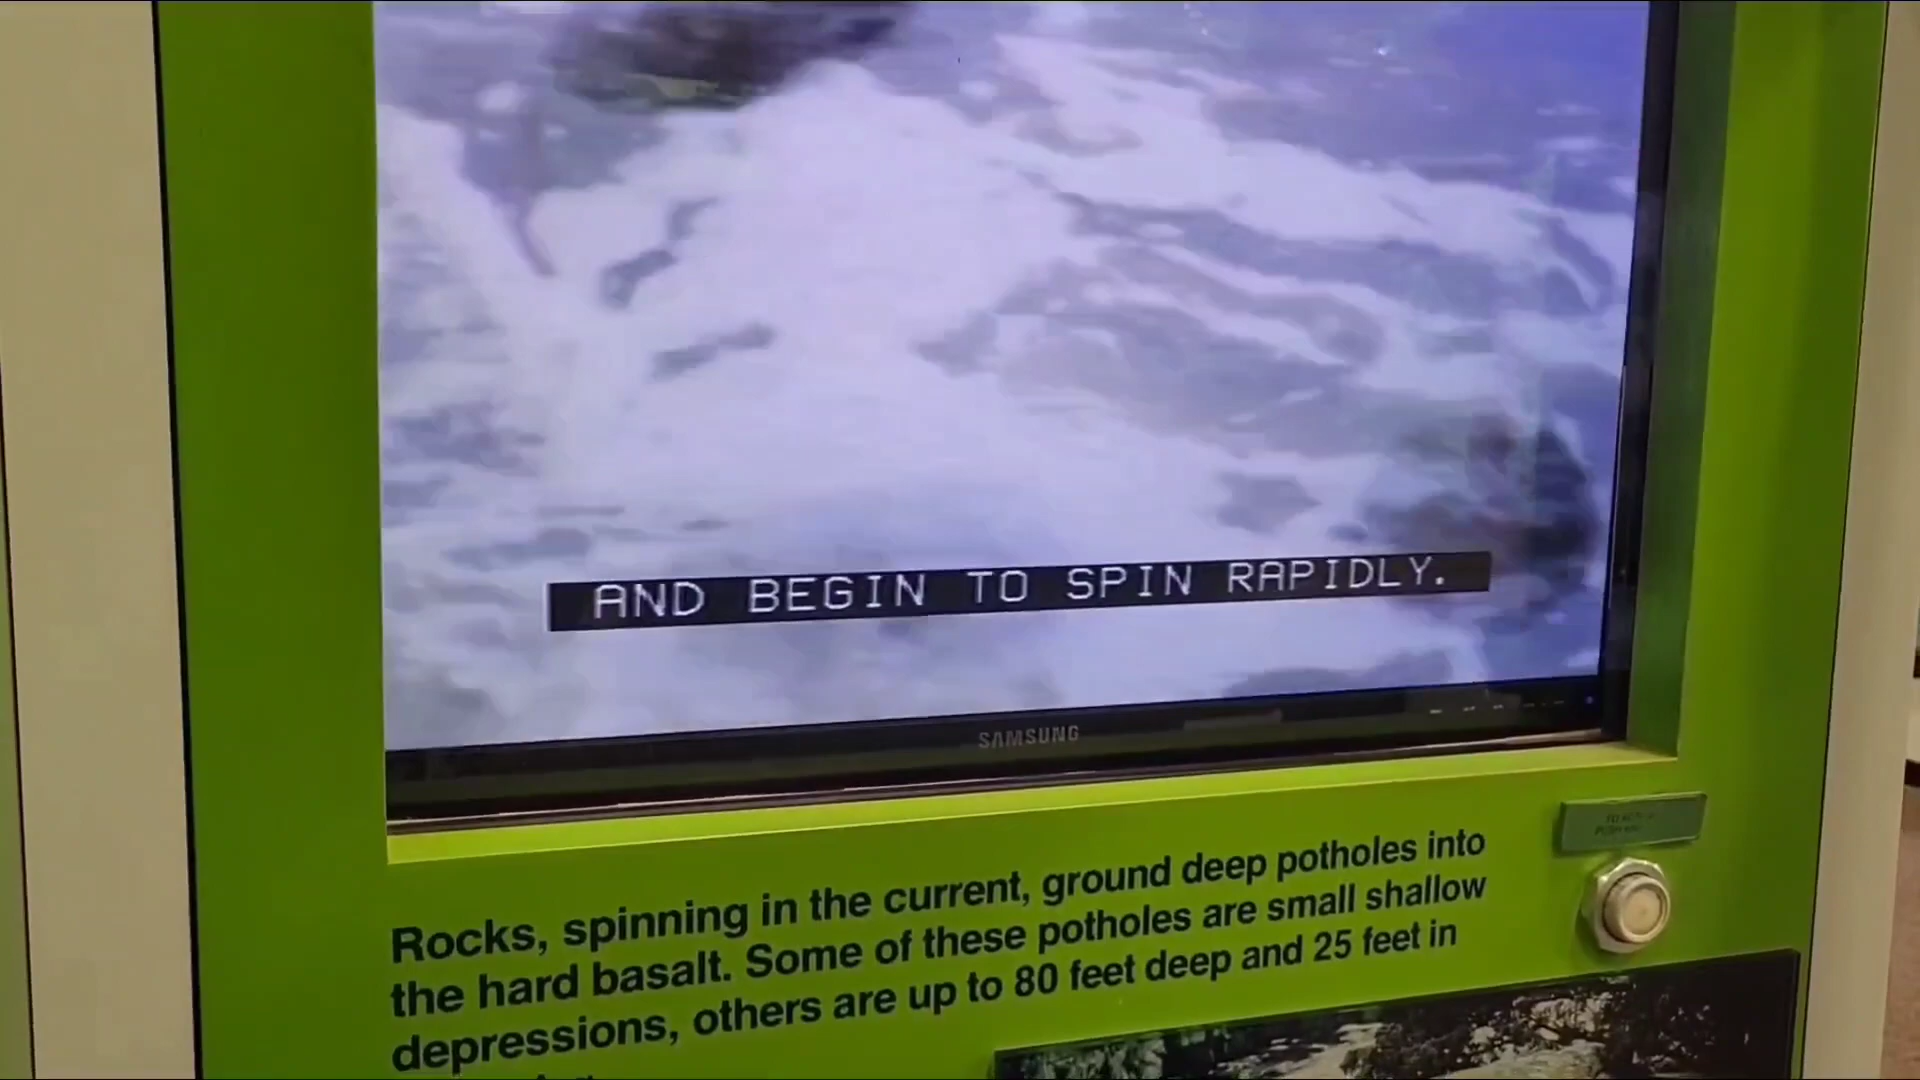 AND BEGIN TO SPIN RAPIDLY.
SAMSUNG
Rocks, spinning in the current, ground deep potholes into
the hard basalt. Some of these potholes are small shallow
depressions, others are up to 80 feet deep and 25 feet in